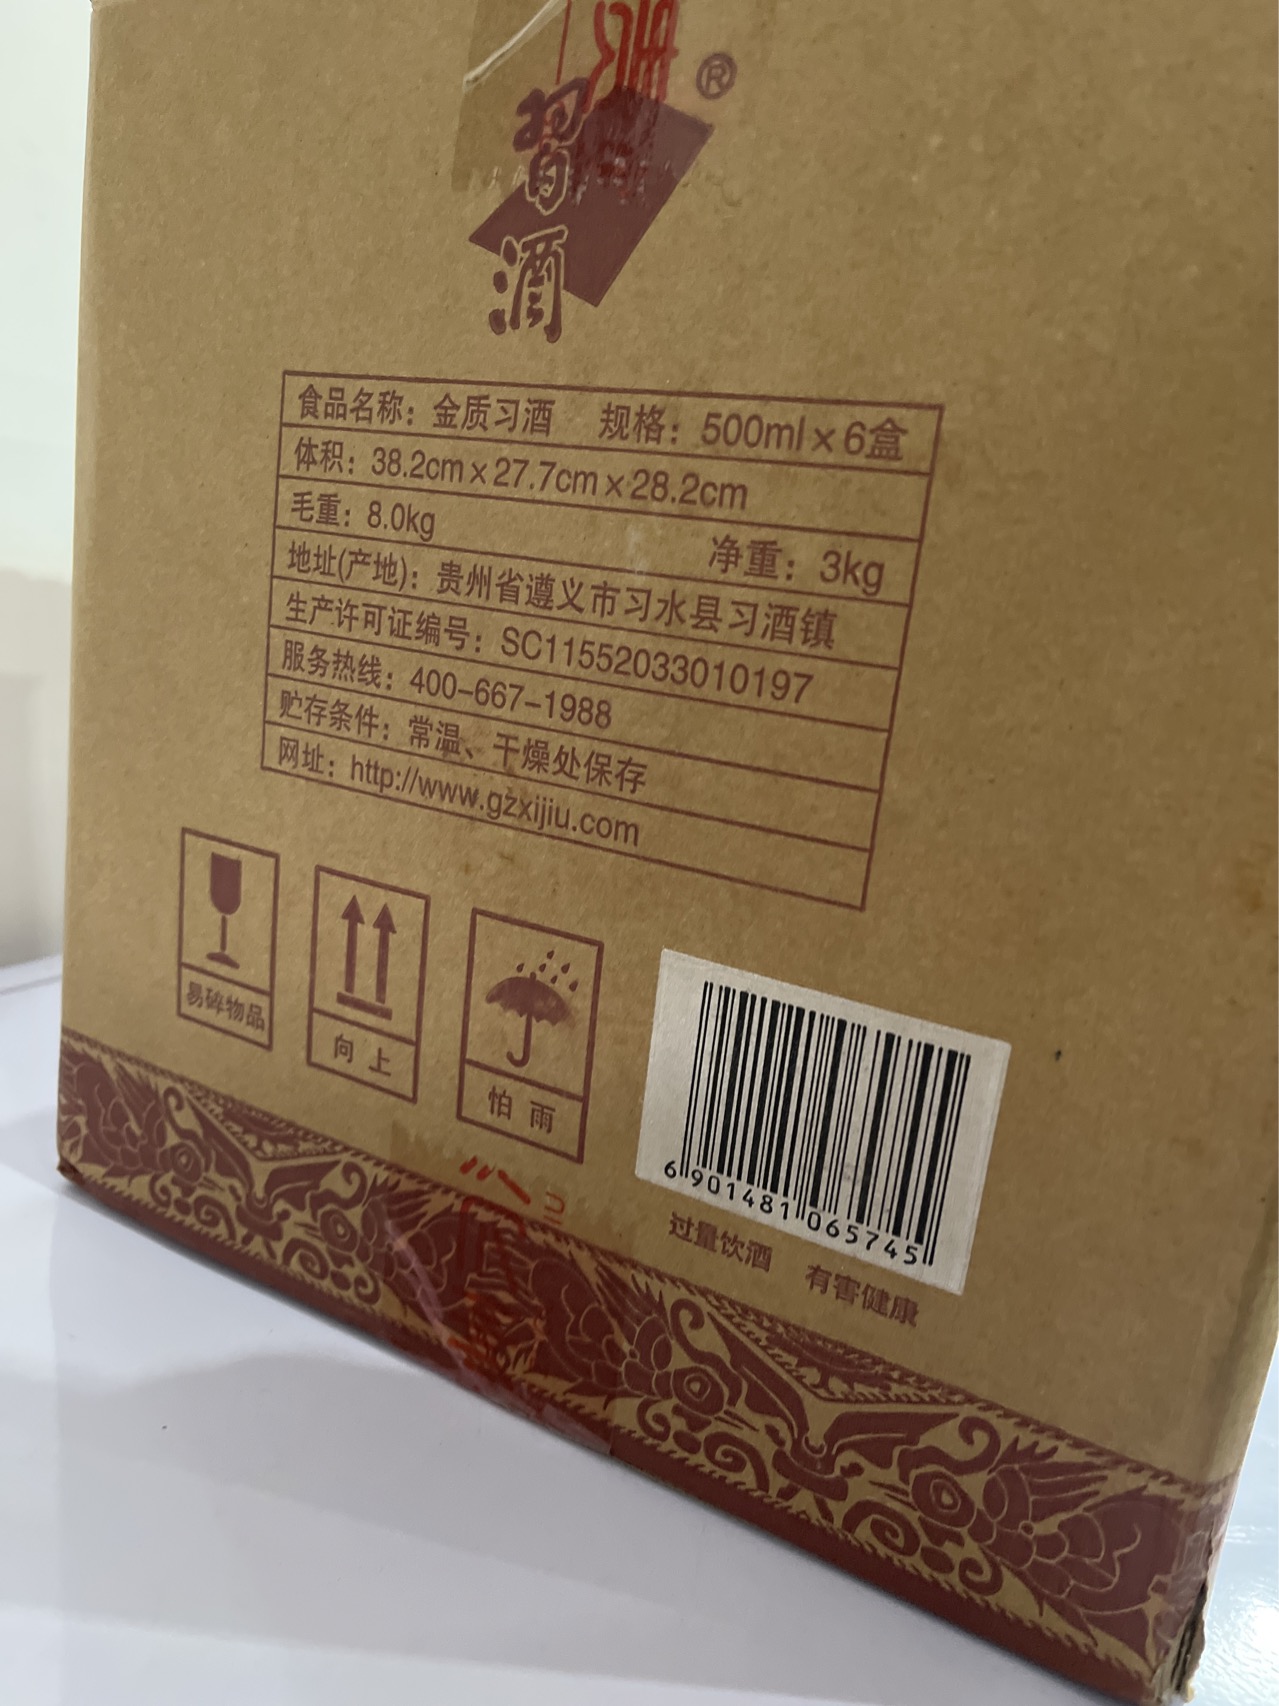 ®
習
酒
食品名称：金质习酒 规格：500ml×6盒
体积：38.2cm×27.7cm×28.2cm
毛重：8.0kg 净重：3kg
地址(产地)：贵州省遵义市习水县习酒镇
生产许可证编号：SC11552033010197
服务热线：400-667-1988
贮存条件：常温、干燥处保存
网址：http://www.gzxijiu.com
易碎物品
向上
怕雨
6 901481 065745
过量饮酒 有害健康